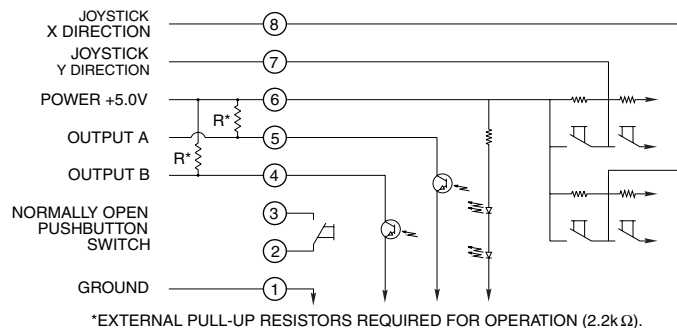 JOYSTICK
X DIRECTION
8
JOYSTICK
Y DIRECTION
7
POWER +5.0V
6
R*
OUTPUT A
5
R*
OUTPUT B
4
NORMALLY OPEN
PUSHBUTTON
SWITCH
3
2
GROUND
1
*EXTERNAL PULL-UP RESISTORS REQUIRED FOR OPERATION (2.2kΩ).